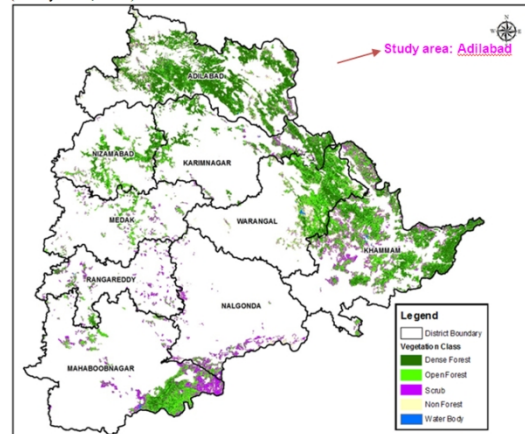 N
Study area: Adilabad
ADILABAD
NIZAMABAD
KARIMNAGAR
MEDAK
WARANGAL
KHAMMAM
RANGAREDDY
NALGONDA
MAHABOOBNAGAR
Legend
District Boundary
Vegetation Class
Dense Forest
Open Forest
Scrub
Non Forest
Water Body